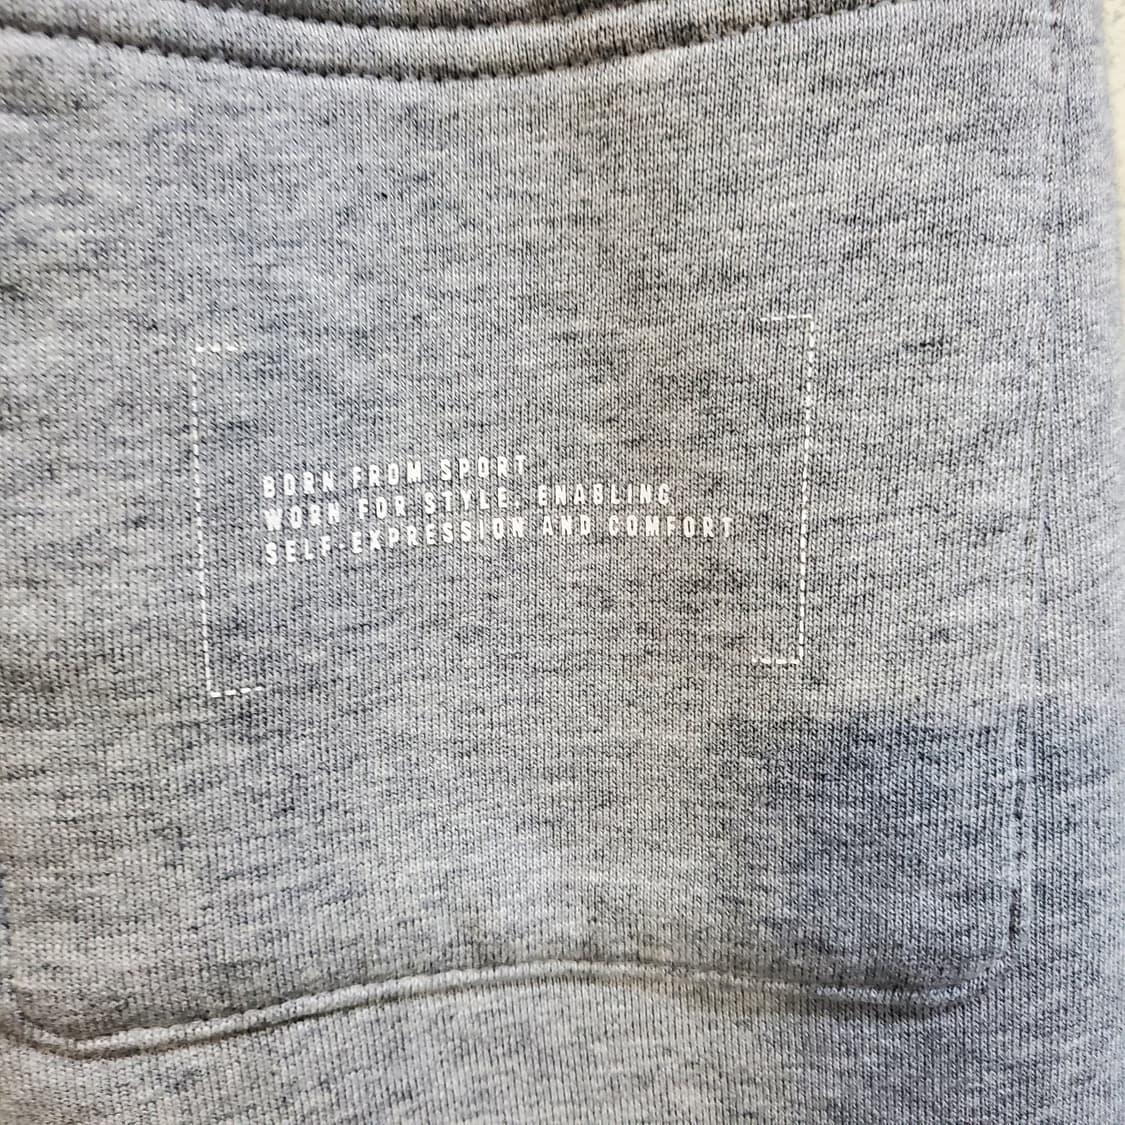 BORN FROM SPORT
WORN FOR STYLE. ENABLING
SELF-EXPRESSION AND COMFORT.